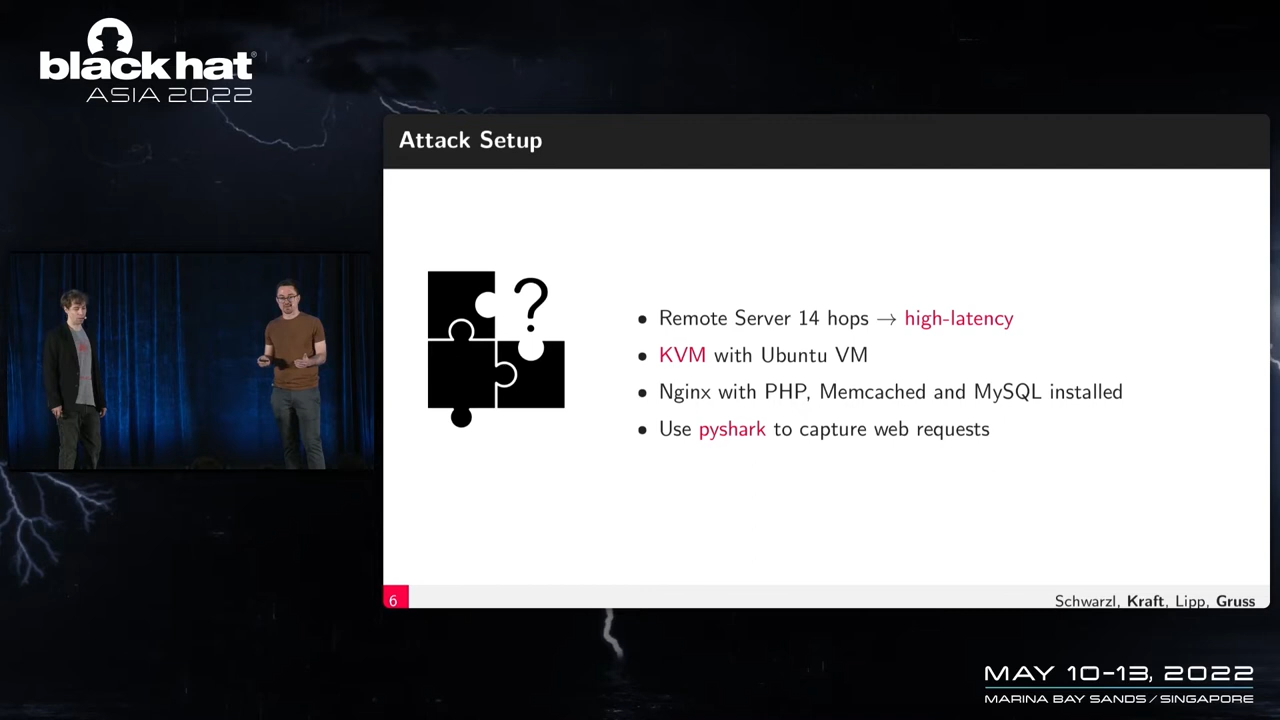 black hat®
ASIA 2022
Attack Setup
?
• Remote Server 14 hops → high-latency
• KVM with Ubuntu VM
• Nginx with PHP, Memcached and MySQL installed
• Use pyshark to capture web requests
6
Schwarzl, Kraft, Lipp, Gruss
MAY 10-13, 2022
MARINA BAY SANDS / SINGAPORE